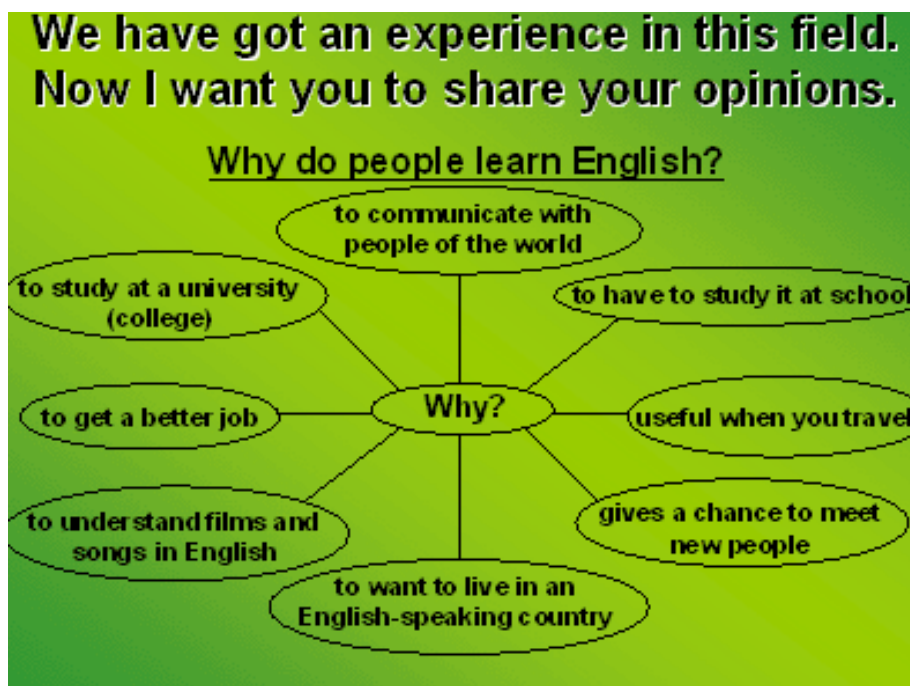 We have got an experience in this field.
Now I want you to share your opinions.
Why do people learn English?
to communicate with
people of the world
to study at a university
(college)
to have to study it at school
to get a better job
Why?
useful when you travel
to understand films and
songs in English
gives a chance to meet
new people
to want to live in an
English-speaking country